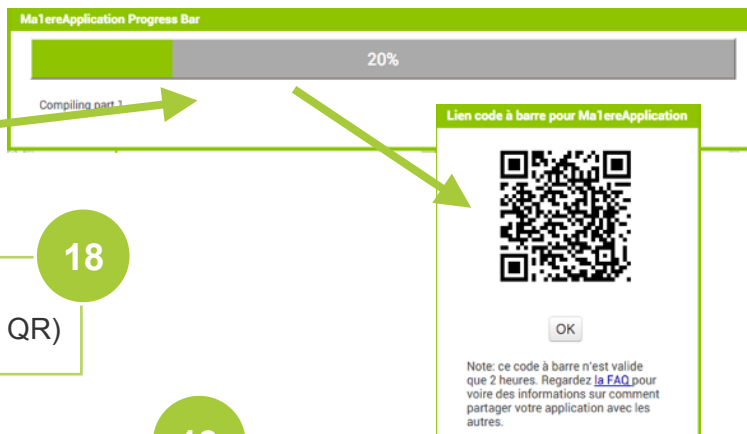 Ma1ereApplication Progress Bar
20%
Compiling part 1
Lien code à barre pour Ma1ereApplication
18
QR)
OK
Note: ce code à barre n'est valide
que 2 heures. Regardez la FAQ pour
voire des informations sur comment
partager votre application avec les
autres.